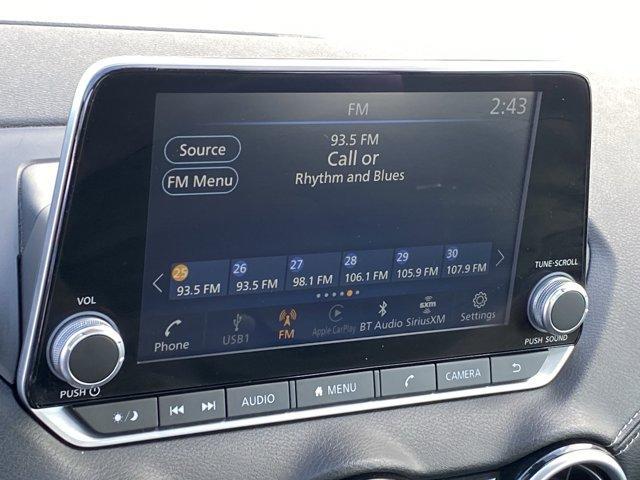 FM
2:43
93.5 FM
Source
Call or
FM Menu
Rhythm and Blues
25 26 27 28 29 30
93.5 FM 93.5 FM 98.1 FM 106.1 FM 105.9 FM 107.9 FM
Phone USB1 FM Apple CarPlay BT Audio SiriusXM Settings
sxm
VOL
PUSH
TUNE·SCROLL
PUSH SOUND
AUDIO MENU CAMERA